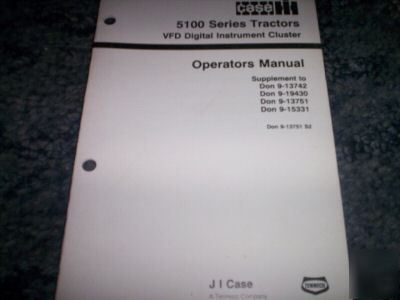 case IH
5100 Series Tractors
VFD Digital Instrument Cluster
Operators Manual
Supplement to
Don 9-13742
Don 9-19430
Don 9-13751
Don 9-15331
Don 9-13751 S2
J I Case
A Tenneco Company
TENNECO